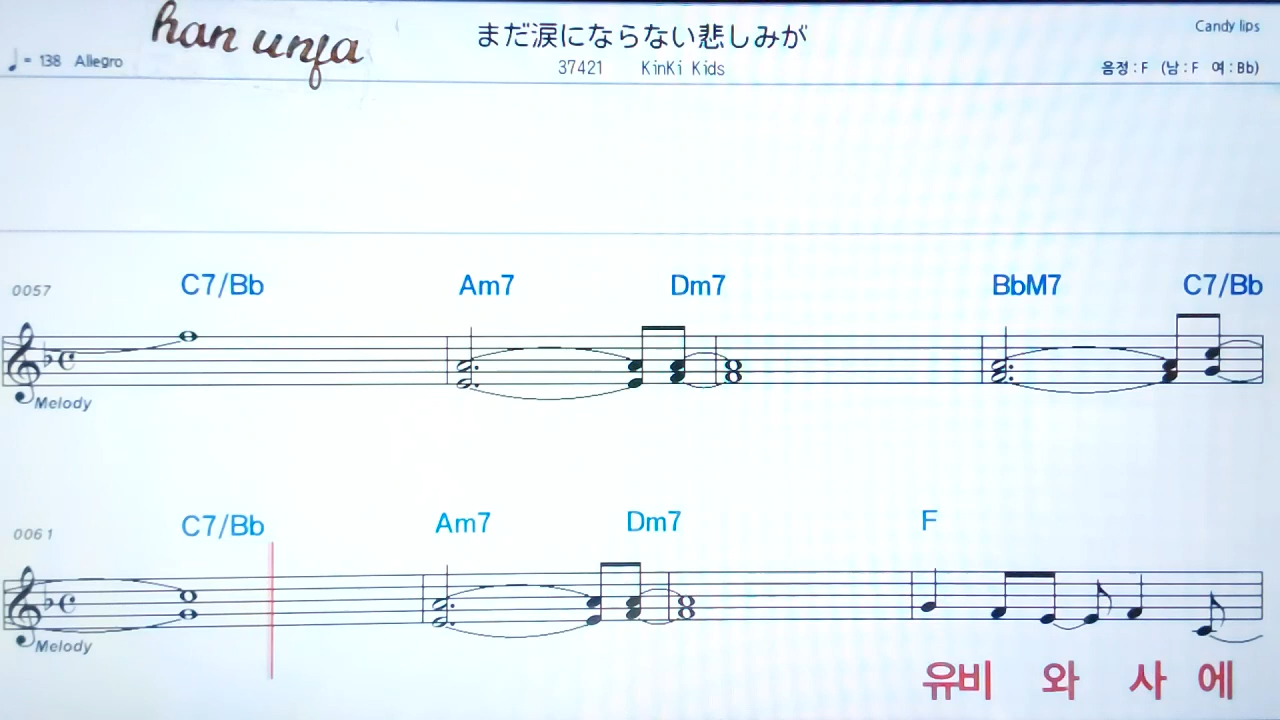 han unja
まだ涙にならない悲しみが
Candy lips
♩= 138 Allegro
37421 KinKi Kids
음정 : F (남 : F 여 : Bb)
0057 C7/Bb Am7 Dm7 BbM7 C7/Bb
Melody
0061 C7/Bb Am7 Dm7 F
Melody
유비 와 사 에